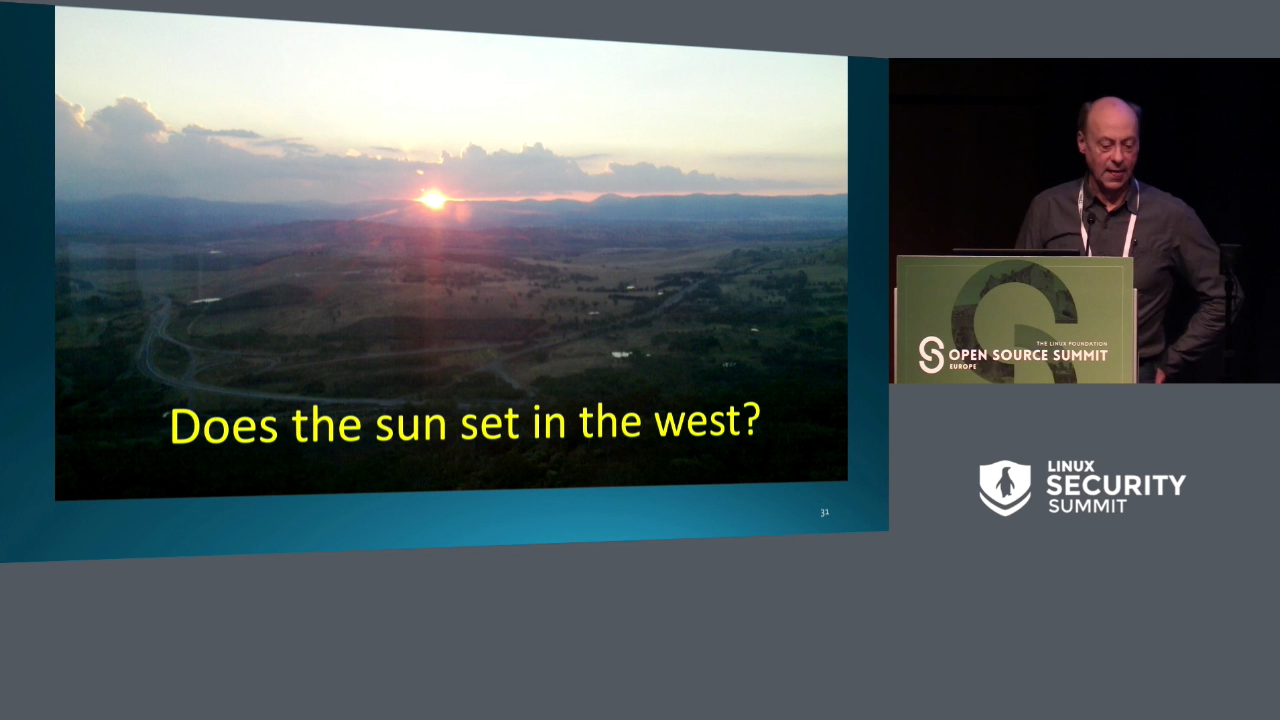 Does the sun set in the west?
31
THE LINUX FOUNDATION
OPEN SOURCE SUMMIT
EUROPE
LINUX
SECURITY
SUMMIT